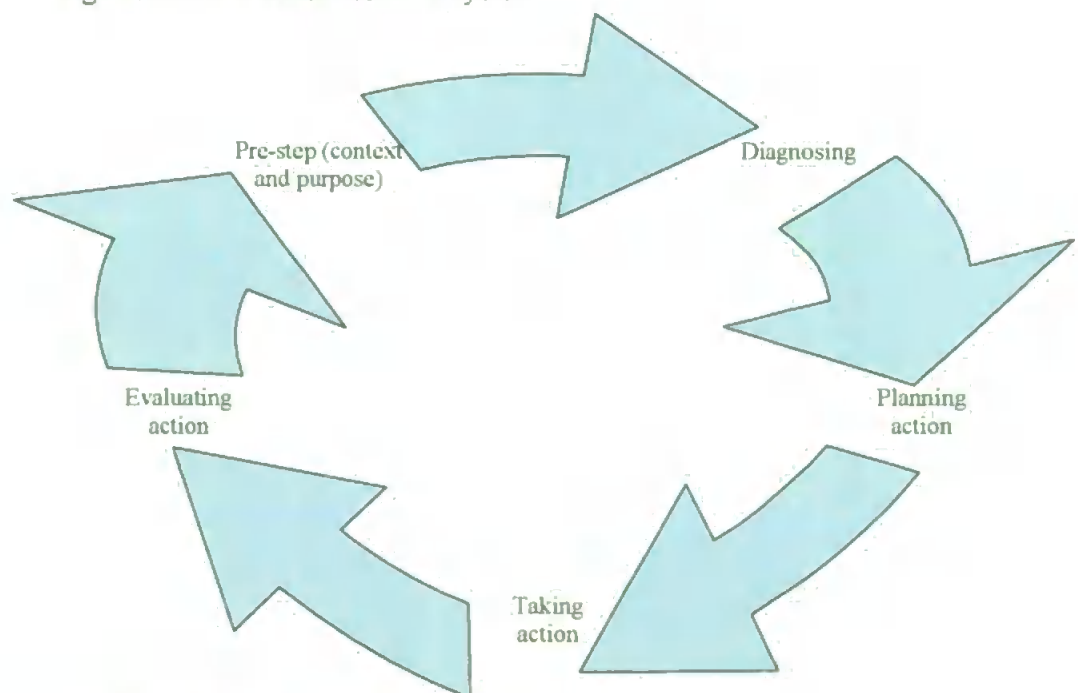 Pre-step (context
and purpose)
Diagnosing
Planning
action
Taking
action
Evaluating
action